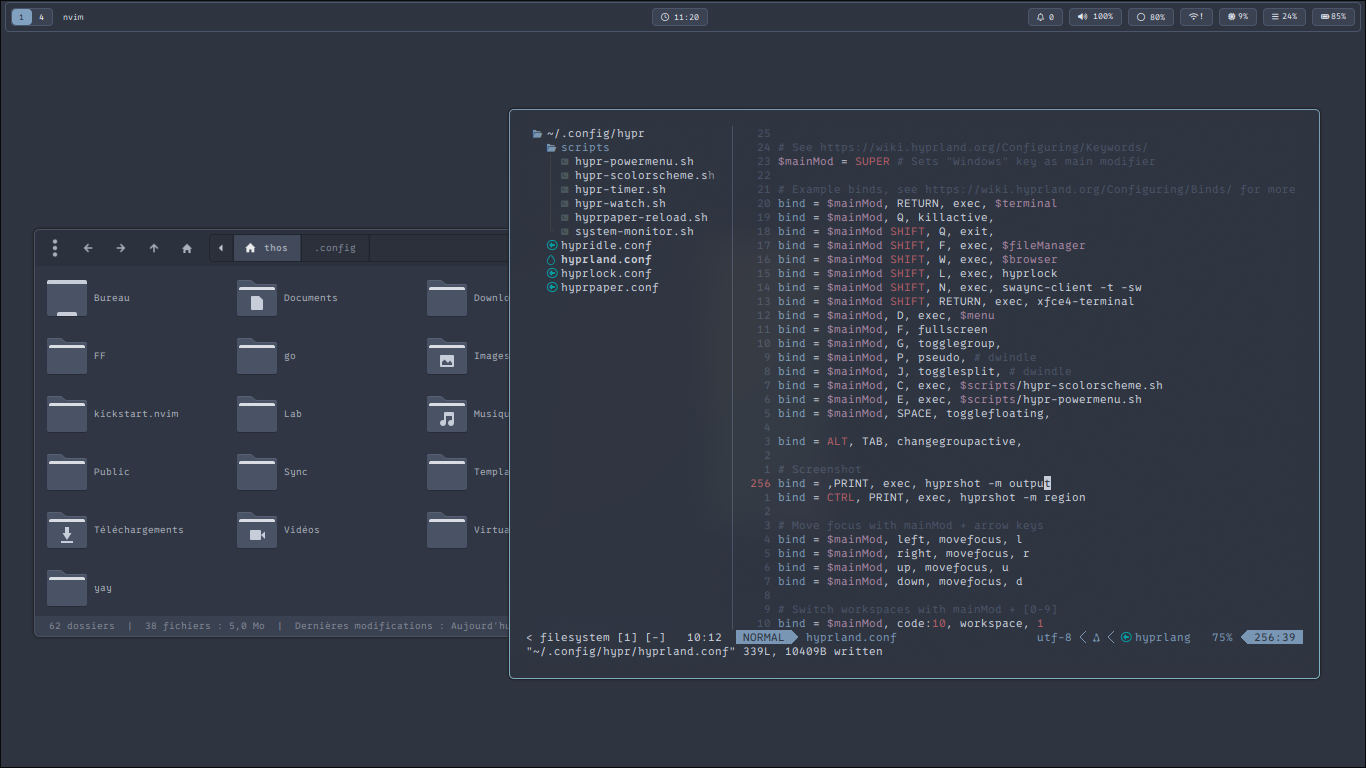 1 4 nvim 11:20 0 100% 80% ! 9% 24% 85%
thos .config
Bureau Documents Downlo
FF go Images
kickstart.nvim Lab Musiqu
Public Sync Templa
Téléchargements Vidéos Virtua
yay
62 dossiers | 38 fichiers : 5,0 Mo | Dernières modifications : Aujourd'hu
~/.config/hypr
scripts
hypr-powermenu.sh
hypr-scolorscheme.sh
hypr-timer.sh
hypr-watch.sh
hyprpaper-reload.sh
system-monitor.sh
hypridle.conf
hyprland.conf
hyprlock.conf
hyprpaper.conf
25
24 # See https://wiki.hyprland.org/Configuring/Keywords/
23 $mainMod = SUPER # Sets "Windows" key as main modifier
22
21 # Example binds, see https://wiki.hyprland.org/Configuring/Binds/ for more
20 bind = $mainMod, RETURN, exec, $terminal
19 bind = $mainMod, Q, killactive,
18 bind = $mainMod SHIFT, Q, exit,
17 bind = $mainMod SHIFT, F, exec, $fileManager
16 bind = $mainMod SHIFT, W, exec, $browser
15 bind = $mainMod SHIFT, L, exec, hyprlock
14 bind = $mainMod SHIFT, N, exec, swaync-client -t -sw
13 bind = $mainMod SHIFT, RETURN, exec, xfce4-terminal
12 bind = $mainMod, D, exec, $menu
11 bind = $mainMod, F, fullscreen
10 bind = $mainMod, G, togglegroup,
9 bind = $mainMod, P, pseudo, # dwindle
8 bind = $mainMod, J, togglesplit, # dwindle
7 bind = $mainMod, C, exec, $scripts/hypr-scolorscheme.sh
6 bind = $mainMod, E, exec, $scripts/hypr-powermenu.sh
5 bind = $mainMod, SPACE, togglefloating,
4
3 bind = ALT, TAB, changegroupactive,
2
1 # Screenshot
256 bind = ,PRINT, exec, hyprshot -m output
1 bind = CTRL, PRINT, exec, hyprshot -m region
2
3 # Move focus with mainMod + arrow keys
4 bind = $mainMod, left, movefocus, l
5 bind = $mainMod, right, movefocus, r
6 bind = $mainMod, up, movefocus, u
7 bind = $mainMod, down, movefocus, d
8
9 # Switch workspaces with mainMod + [0-9]
10 bind = $mainMod, code:10, workspace, 1
< filesystem [1] [-] 10:12 NORMAL hyprland.conf utf-8 hyprlang 75% 256:39
"~/.config/hypr/hyprland.conf" 339L, 10409B written